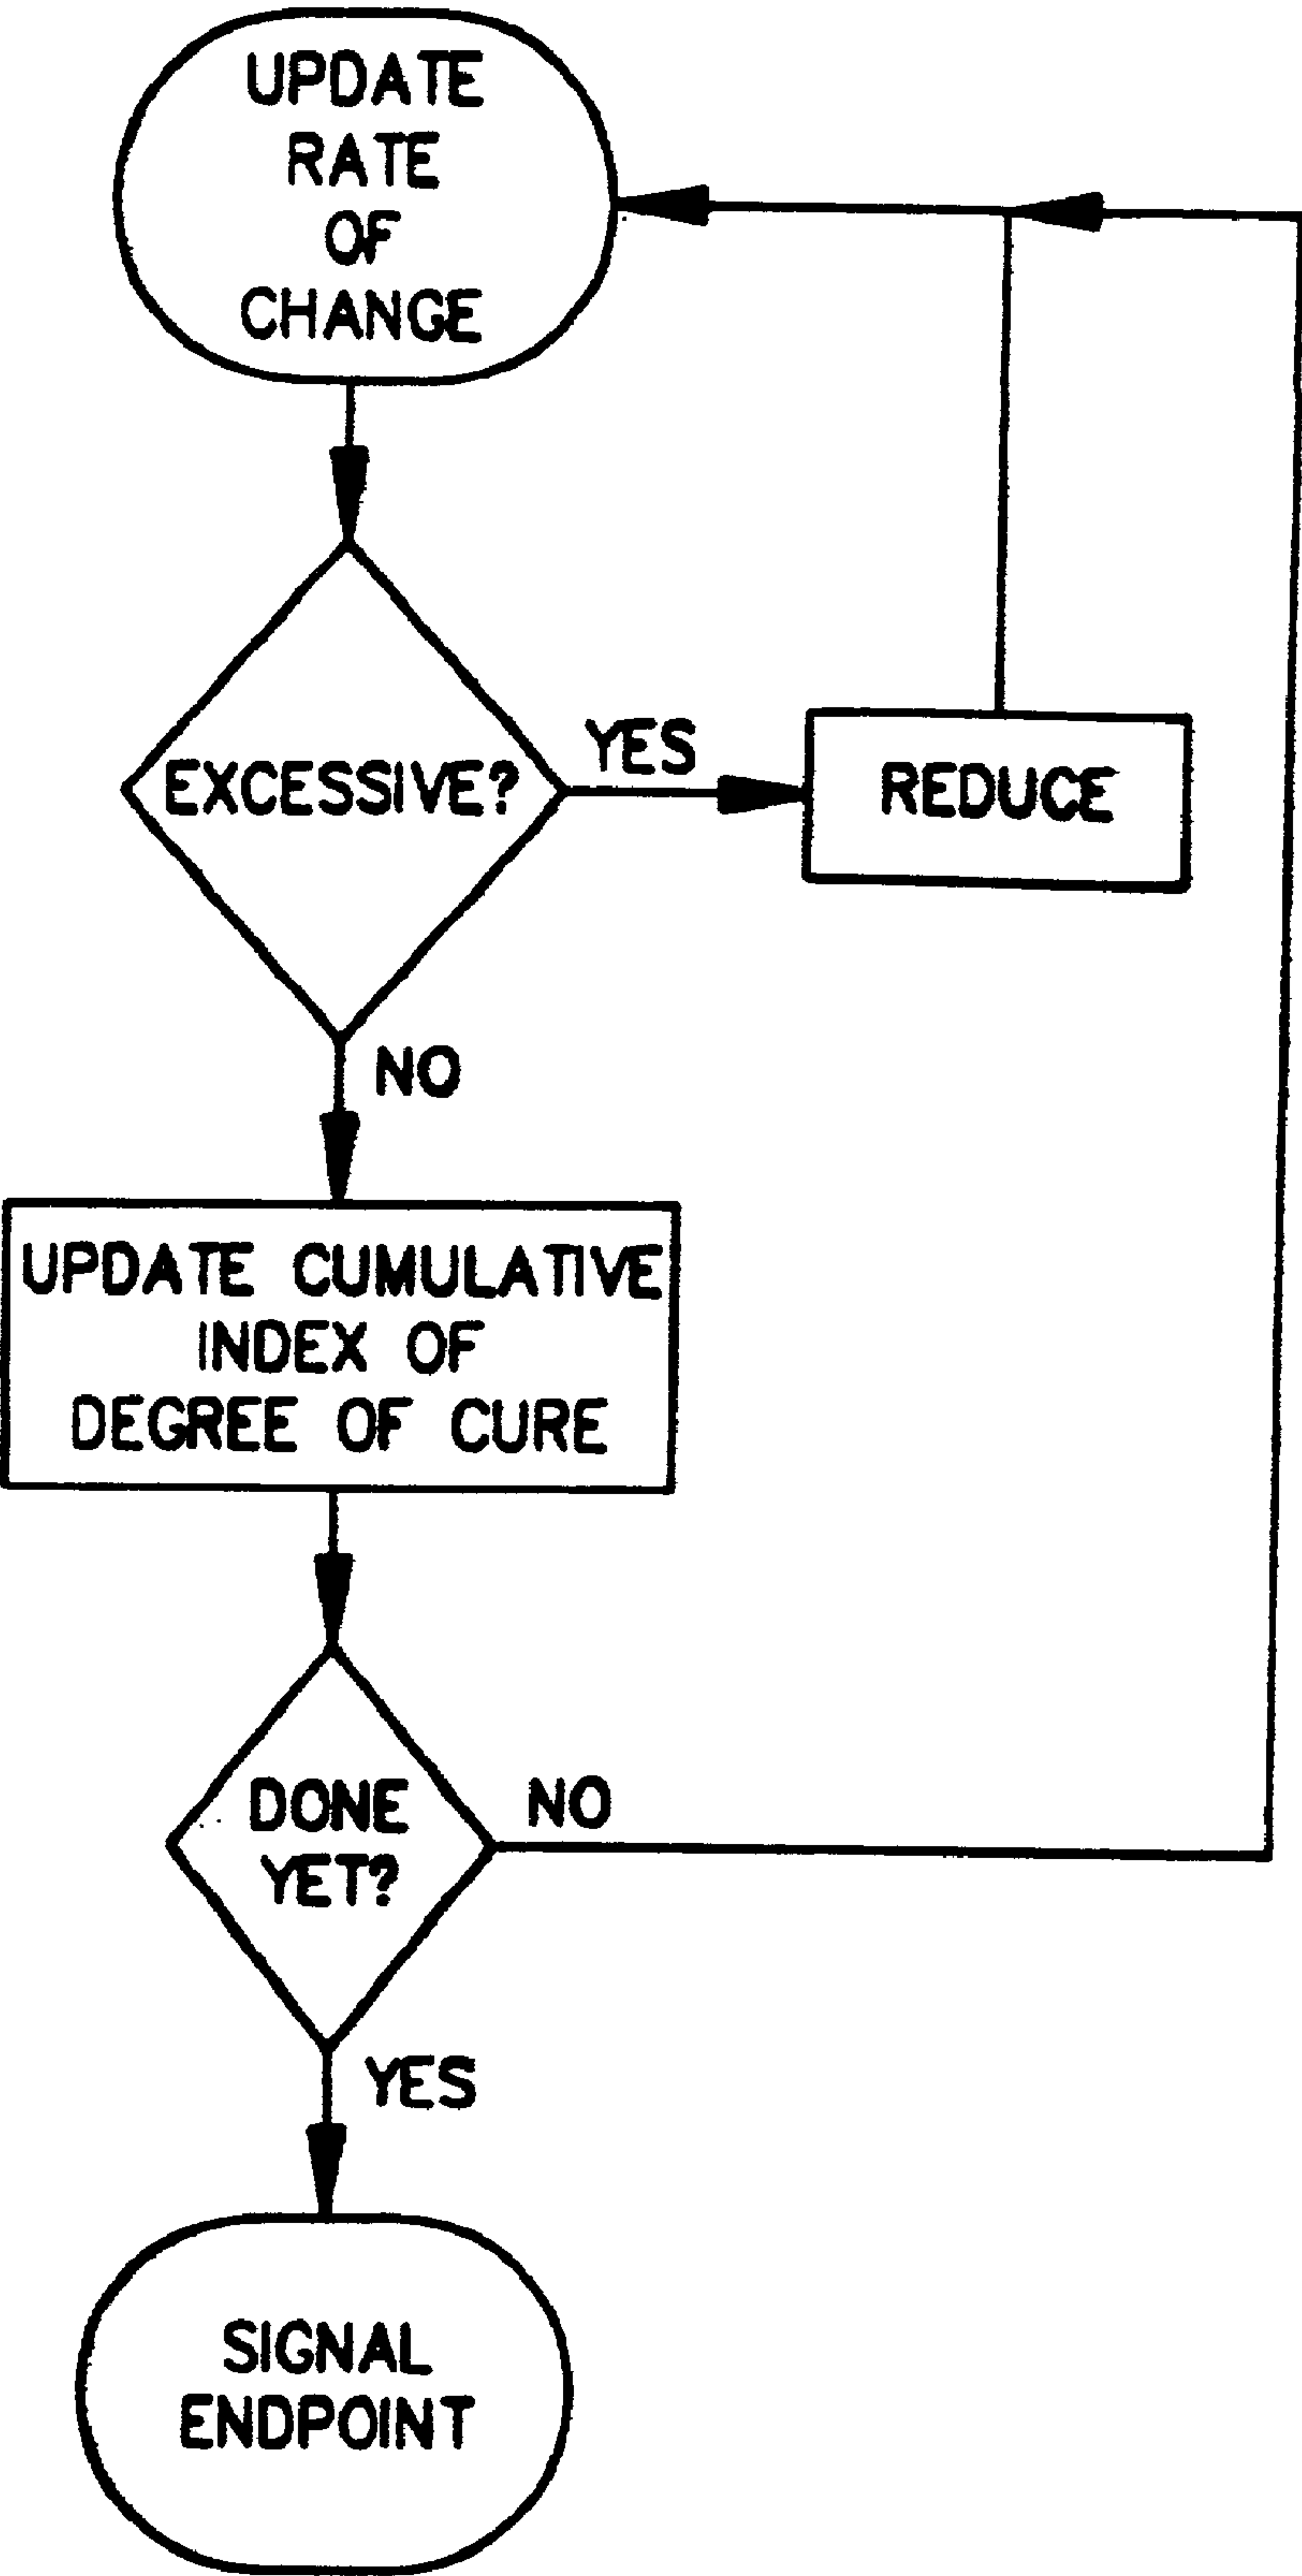 UPDATE
RATE
OF
CHANGE
EXCESSIVE?
YES
REDUCE
NO
UPDATE CUMULATIVE
INDEX OF
DEGREE OF CURE
DONE
YET?
NO
YES
SIGNAL
ENDPOINT